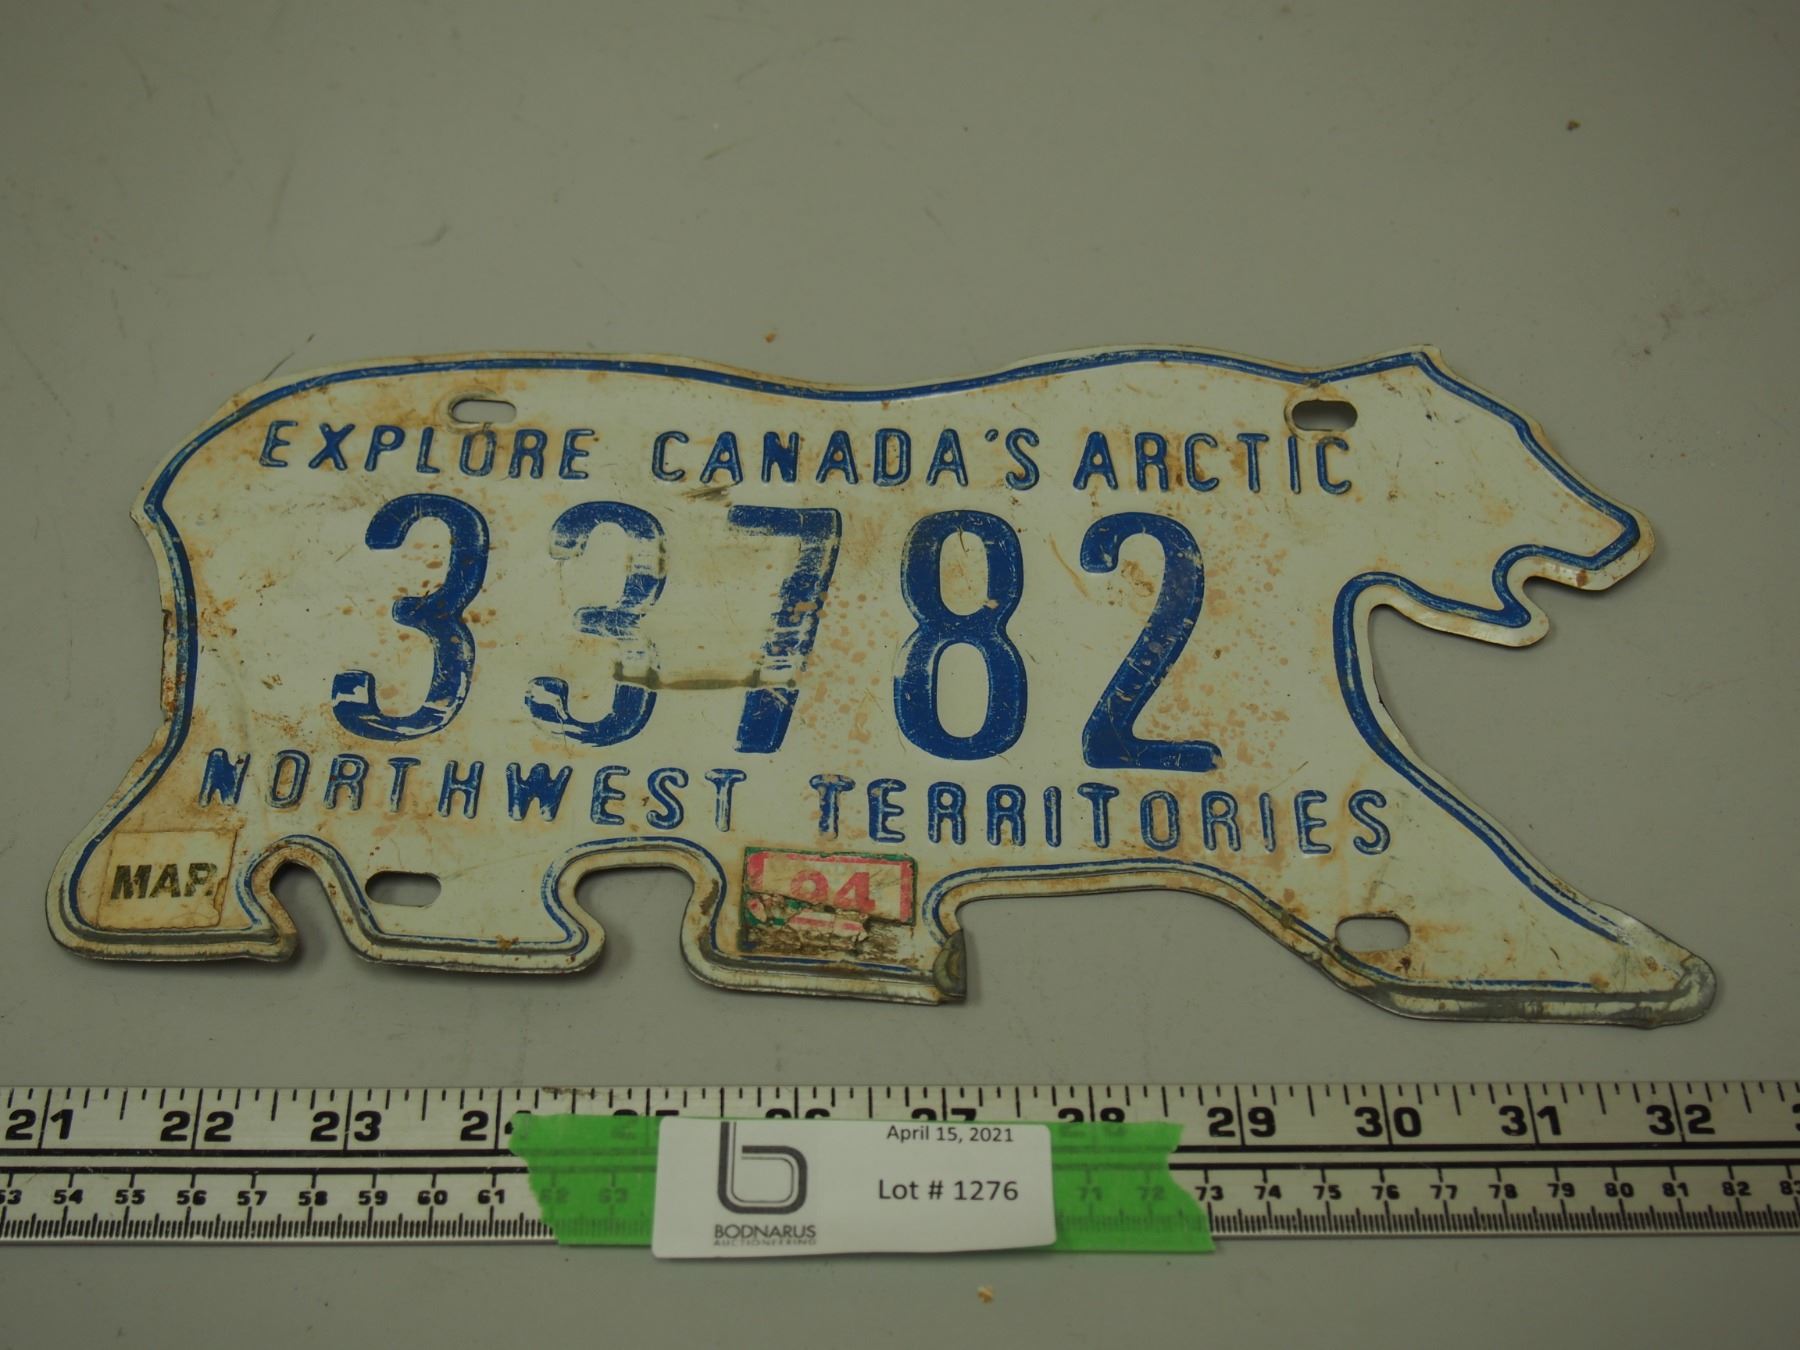 EXPLORE CANADA'S ARCTIC
33782
NORTHWEST TERRITORIES
MAR.
94
21 22 23 24 25 26 27 28 29 30 31 32
April 15, 2021
Lot # 1276
BODNARUS
AUCTIONEERING
53 54 55 56 57 58 59 60 61 62 63 71 72 73 74 75 76 77 78 79 80 81 82 83